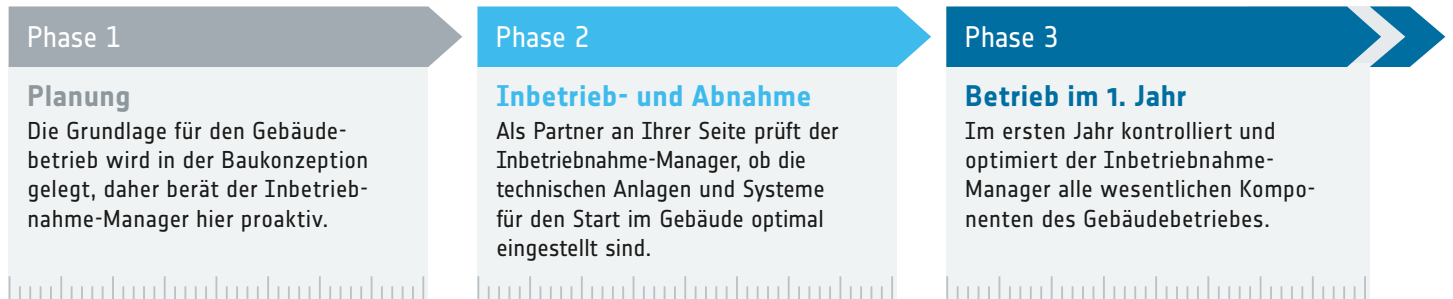 Phase 1
Planung
Die Grundlage für den Gebäude-
betrieb wird in der Baukonzeption
gelegt, daher berät der Inbetrieb-
nahme-Manager hier proaktiv.
Phase 2
Inbetrieb- und Abnahme
Als Partner an Ihrer Seite prüft der
Inbetriebnahme-Manager, ob die
technischen Anlagen und Systeme
für den Start im Gebäude optimal
eingestellt sind.
Phase 3
Betrieb im 1. Jahr
Im ersten Jahr kontrolliert und
optimiert der Inbetriebnahme-
Manager alle wesentlichen Kompo-
nenten des Gebäudebetriebes.